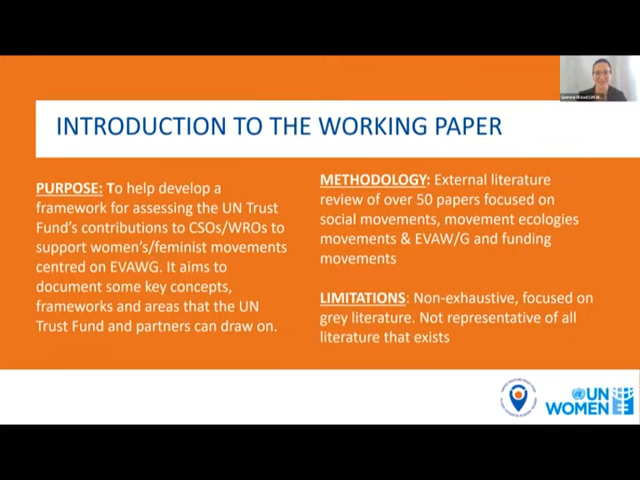 INTRODUCTION TO THE WORKING PAPER
PURPOSE: To help develop a
framework for assessing the UN Trust
Fund's contributions to CSOs/WROs to
support women's/feminist movements
centred on EVAWG. It aims to
document some key concepts,
frameworks and areas that the UN
Trust Fund and partners can draw on.
METHODOLOGY: External literature
review of over 50 papers focused on
social movements, movement ecologies
movements & EVAW/G and funding
movements
LIMITATIONS: Non-exhaustive, focused on
grey literature. Not representative of all
literature that exists
UN
WOMEN